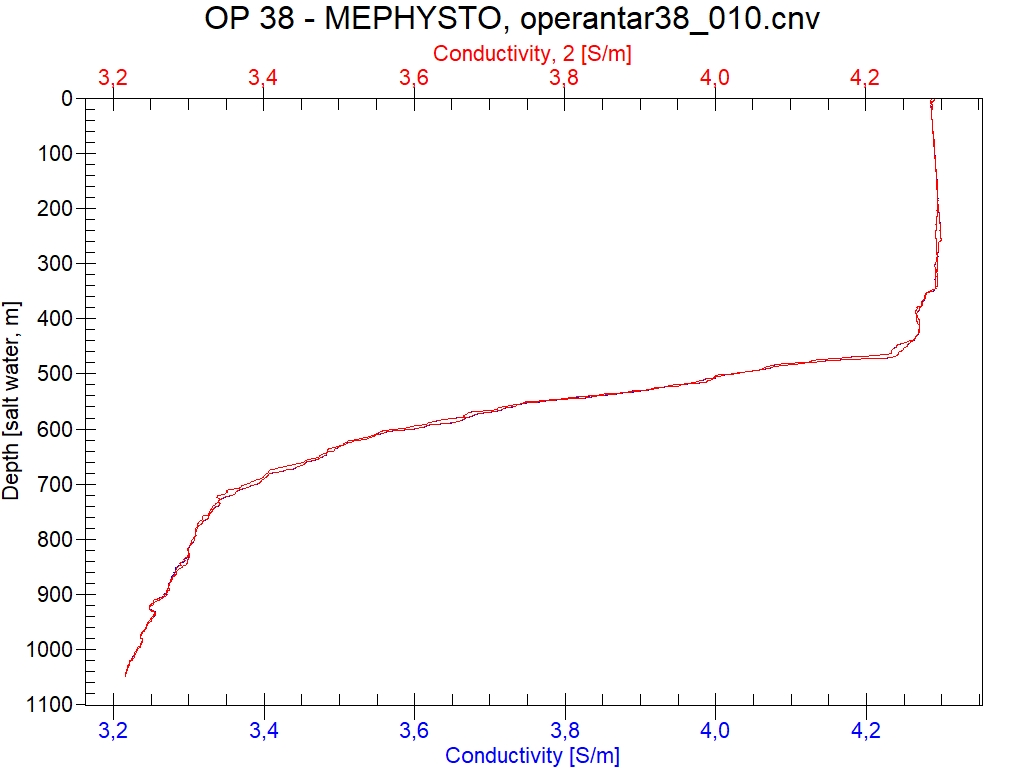 OP 38 - MEPHYSTO, operantar38_010.cnv
Conductivity, 2 [S/m]
3,2 3,4 3,6 3,8 4,0 4,2
0
100
200
300
400
500
600
700
800
900
1000
1100
Depth [salt water, m]
3,2 3,4 3,6 3,8 4,0 4,2
Conductivity [S/m]